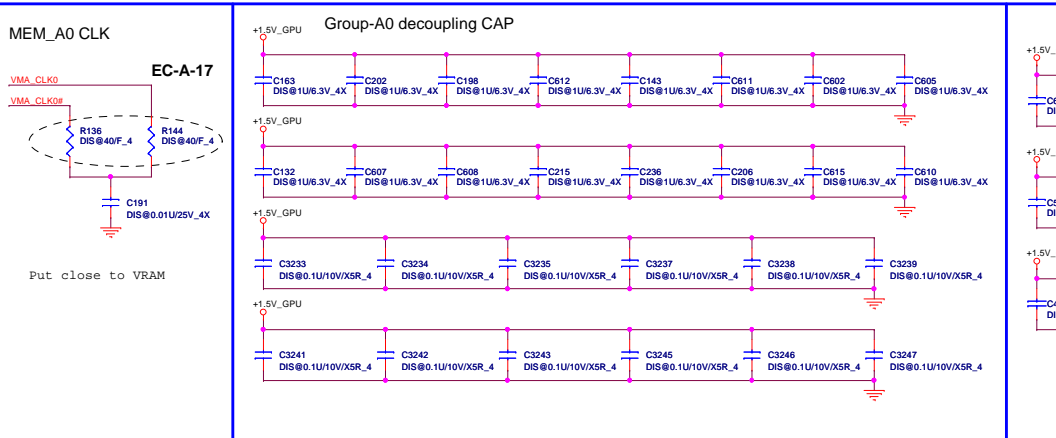 MEM_A0 CLK
EC-A-17
VMA_CLK0
VMA_CLK0#
R136
DIS@40/F_4
R144
DIS@40/F_4
C191
DIS@0.01U/25V_4X
Put close to VRAM
Group-A0 decoupling CAP
+1.5V_GPU
C163
DIS@1U/6.3V_4X
C202
DIS@1U/6.3V_4X
C198
DIS@1U/6.3V_4X
C612
DIS@1U/6.3V_4X
C143
DIS@1U/6.3V_4X
C611
DIS@1U/6.3V_4X
C602
DIS@1U/6.3V_4X
C605
DIS@1U/6.3V_4X
+1.5V_GPU
C132
DIS@1U/6.3V_4X
C607
DIS@1U/6.3V_4X
C608
DIS@1U/6.3V_4X
C215
DIS@1U/6.3V_4X
C236
DIS@1U/6.3V_4X
C206
DIS@1U/6.3V_4X
C615
DIS@1U/6.3V_4X
C610
DIS@1U/6.3V_4X
+1.5V_GPU
C3233
DIS@0.1U/10V/X5R_4
C3234
DIS@0.1U/10V/X5R_4
C3235
DIS@0.1U/10V/X5R_4
C3237
DIS@0.1U/10V/X5R_4
C3238
DIS@0.1U/10V/X5R_4
C3239
DIS@0.1U/10V/X5R_4
+1.5V_GPU
C3241
DIS@0.1U/10V/X5R_4
C3242
DIS@0.1U/10V/X5R_4
C3243
DIS@0.1U/10V/X5R_4
C3245
DIS@0.1U/10V/X5R_4
C3246
DIS@0.1U/10V/X5R_4
C3247
DIS@0.1U/10V/X5R_4
+1.5V_
+1.5V_
+1.5V_